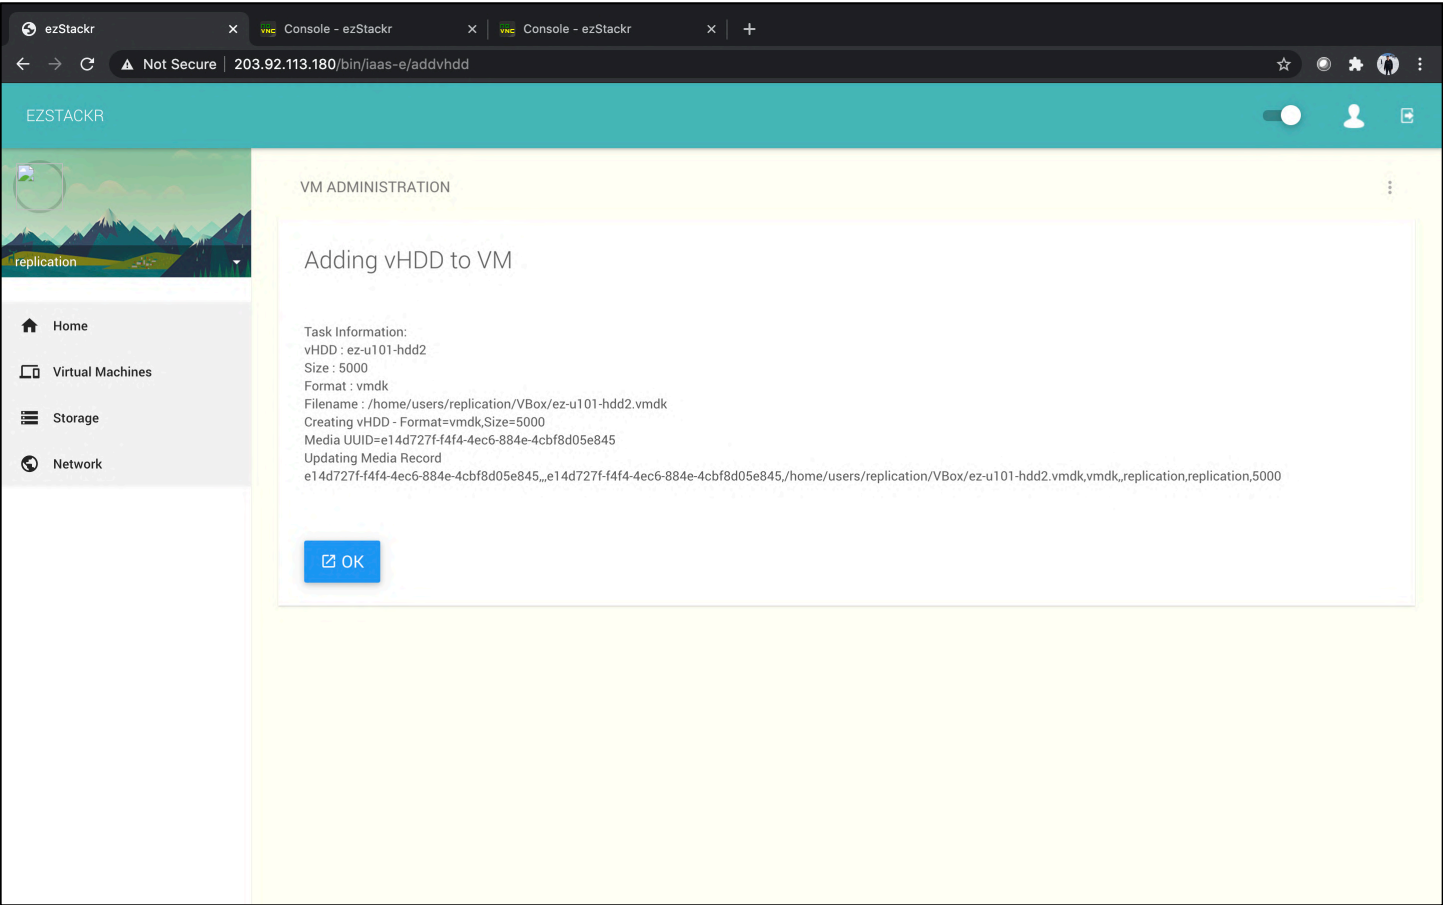 ezStackr
Console - ezStackr
Console - ezStackr
Not Secure | 203.92.113.180/bin/iaas-e/addvhdd
EZSTACKR
replication
Home
Virtual Machines
Storage
Network
VM ADMINISTRATION
Adding vHDD to VM
Task Information:
vHDD : ez-u101-hdd2
Size : 5000
Format : vmdk
Filename : /home/users/replication/VBox/ez-u101-hdd2.vmdk
Creating vHDD - Format=vmdk,Size=5000
Media UUID=e14d727f-f4f4-4ec6-884e-4cbf8d05e845
Updating Media Record
e14d727f-f4f4-4ec6-884e-4cbf8d05e845,,,e14d727f-f4f4-4ec6-884e-4cbf8d05e845,/home/users/replication/VBox/ez-u101-hdd2.vmdk,vmdk,,replication,replication,5000
OK